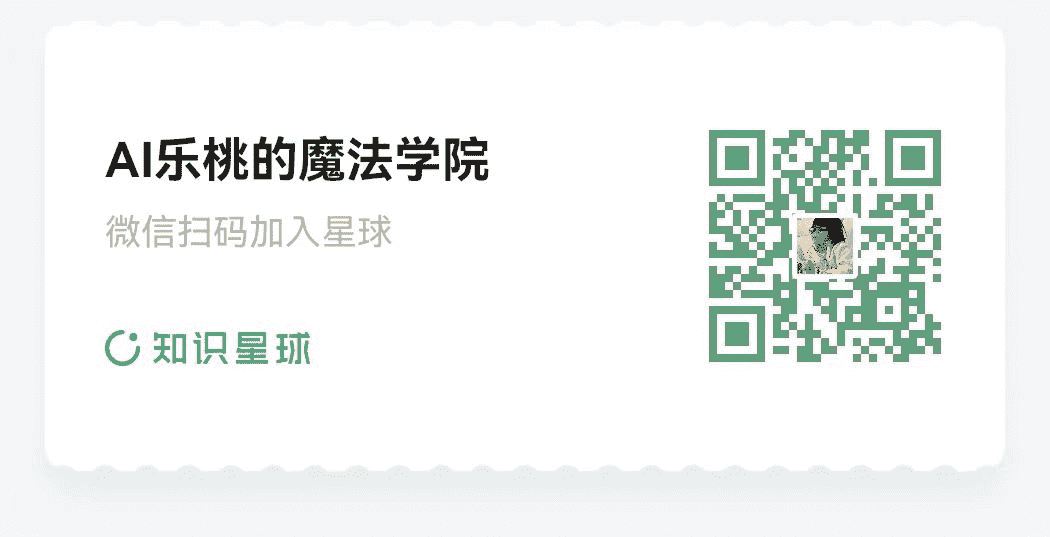 AI乐桃的魔法学院
微信扫码加入星球
知识星球